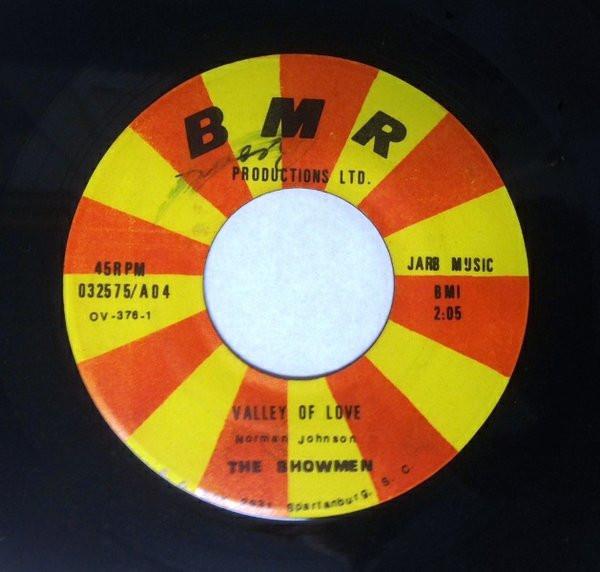 BMR
PRODUCTIONS LTD.
45RPM
032575/A04
OV-376-1
JARB MUSIC
BMI
2:05
VALLEY OF LOVE
Norman Johnson
THE SHOWMEN
Spartanburg, S. C